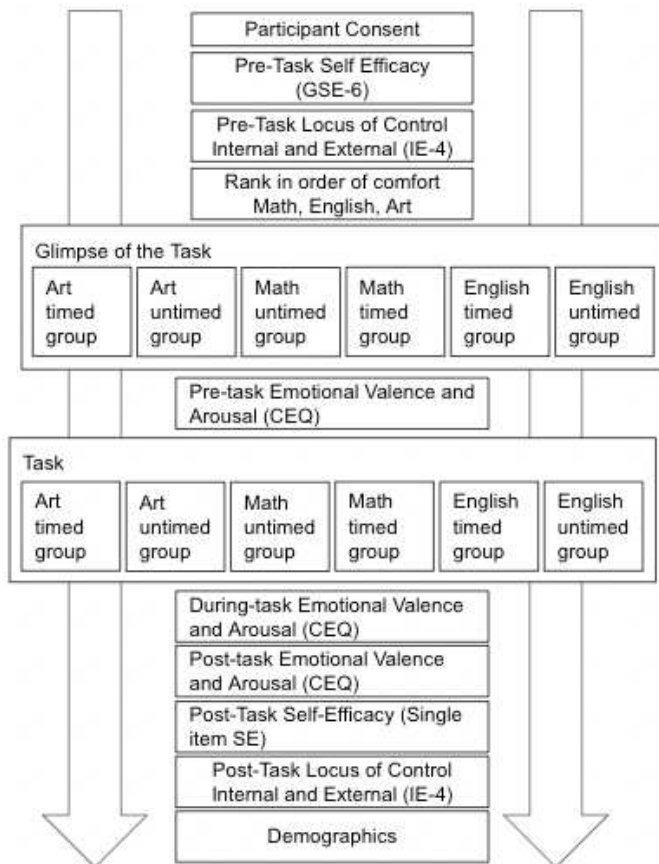 Participant Consent
Pre-Task Self Efficacy
(GSE-6)
Pre-Task Locus of Control
Internal and External (IE-4)
Rank in order of comfort
Math, English, Art
Glimpse of the Task
Art
timed
group
Art
untimed
group
Math
untimed
group
Math
timed
group
English
timed
group
English
untimed
group
Pre-task Emotional Valence and
Arousal (CEQ)
Task
Art
timed
group
Art
untimed
group
Math
untimed
group
Math
timed
group
English
timed
group
English
untimed
group
During-task Emotional Valence
and Arousal (CEQ)
Post-task Emotional Valence
and Arousal (CEQ)
Post-Task Self-Efficacy (Single
item SE)
Post-Task Locus of Control
Internal and External (IE-4)
Demographics